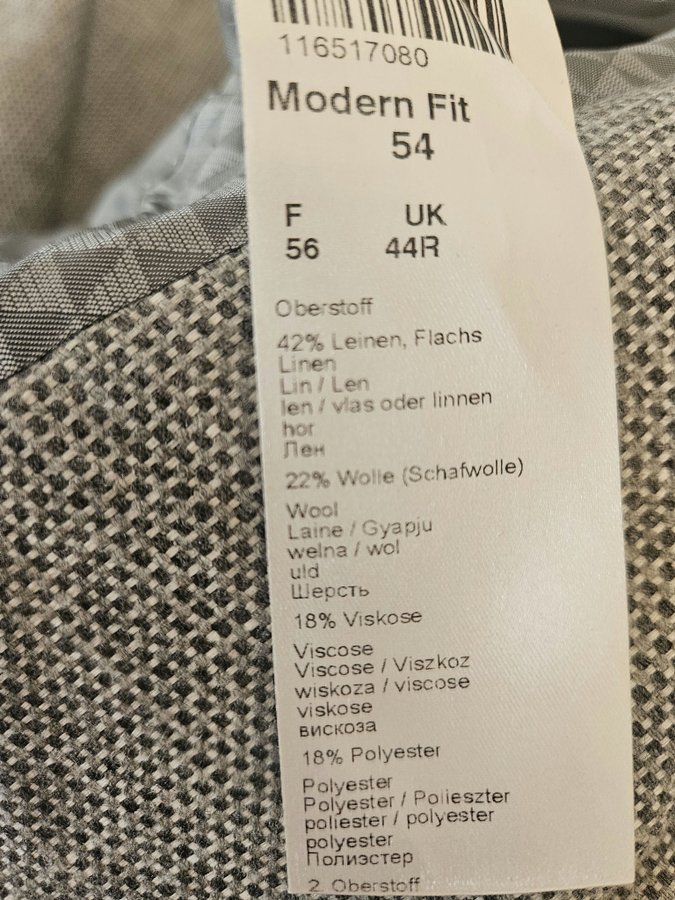 116517080
Modern Fit
54
F UK
56 44R
Oberstoff
42% Leinen, Flachs
Linen
Lin / Len
len / vlas oder linnen
hør
Лен
22% Wolle (Schafwolle)
Wool
Laine / Gyapju
wełna / wol
uld
Шерсть
18% Viskose
Viscose
Viscose / Viszkoz
wiskoza / viscose
viskose
вискоза
18% Polyester
Polyester
Polyester / Polieszter
poliester / polyester
polyester
Полиэстер
2. Oberstoff